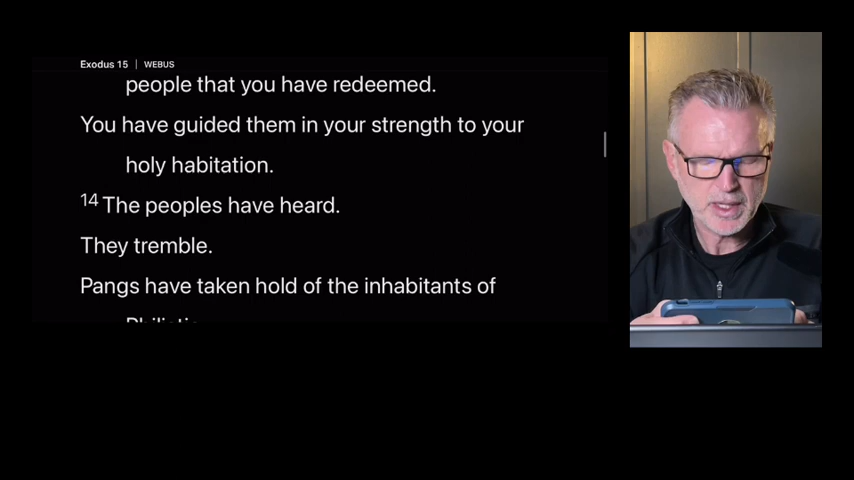 Exodus 15 | WEBUS
people that you have redeemed.
You have guided them in your strength to your
holy habitation.
14 The peoples have heard.
They tremble.
Pangs have taken hold of the inhabitants of